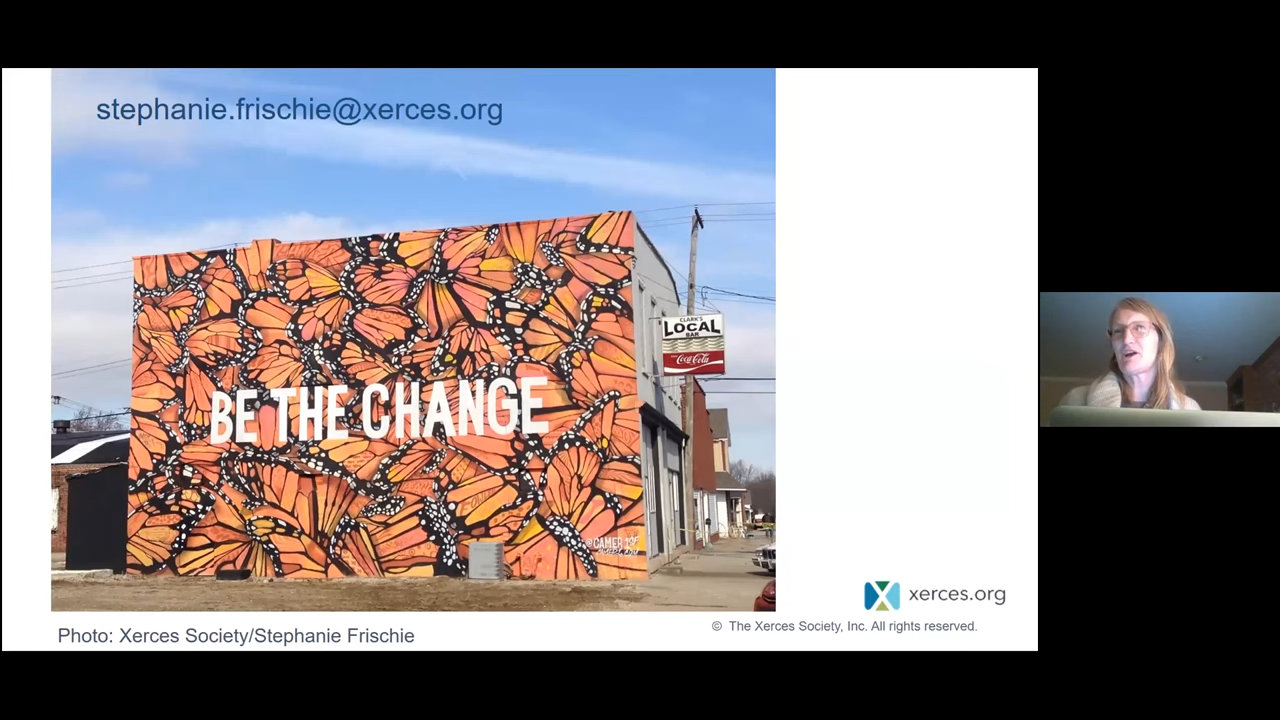 stephanie.frischie@xerces.org
CLARK'S
LOCAL
BAR
Coca-Cola
BE THE CHANGE
xerces.org
Photo: Xerces Society/Stephanie Frischie
© The Xerces Society, Inc. All rights reserved.